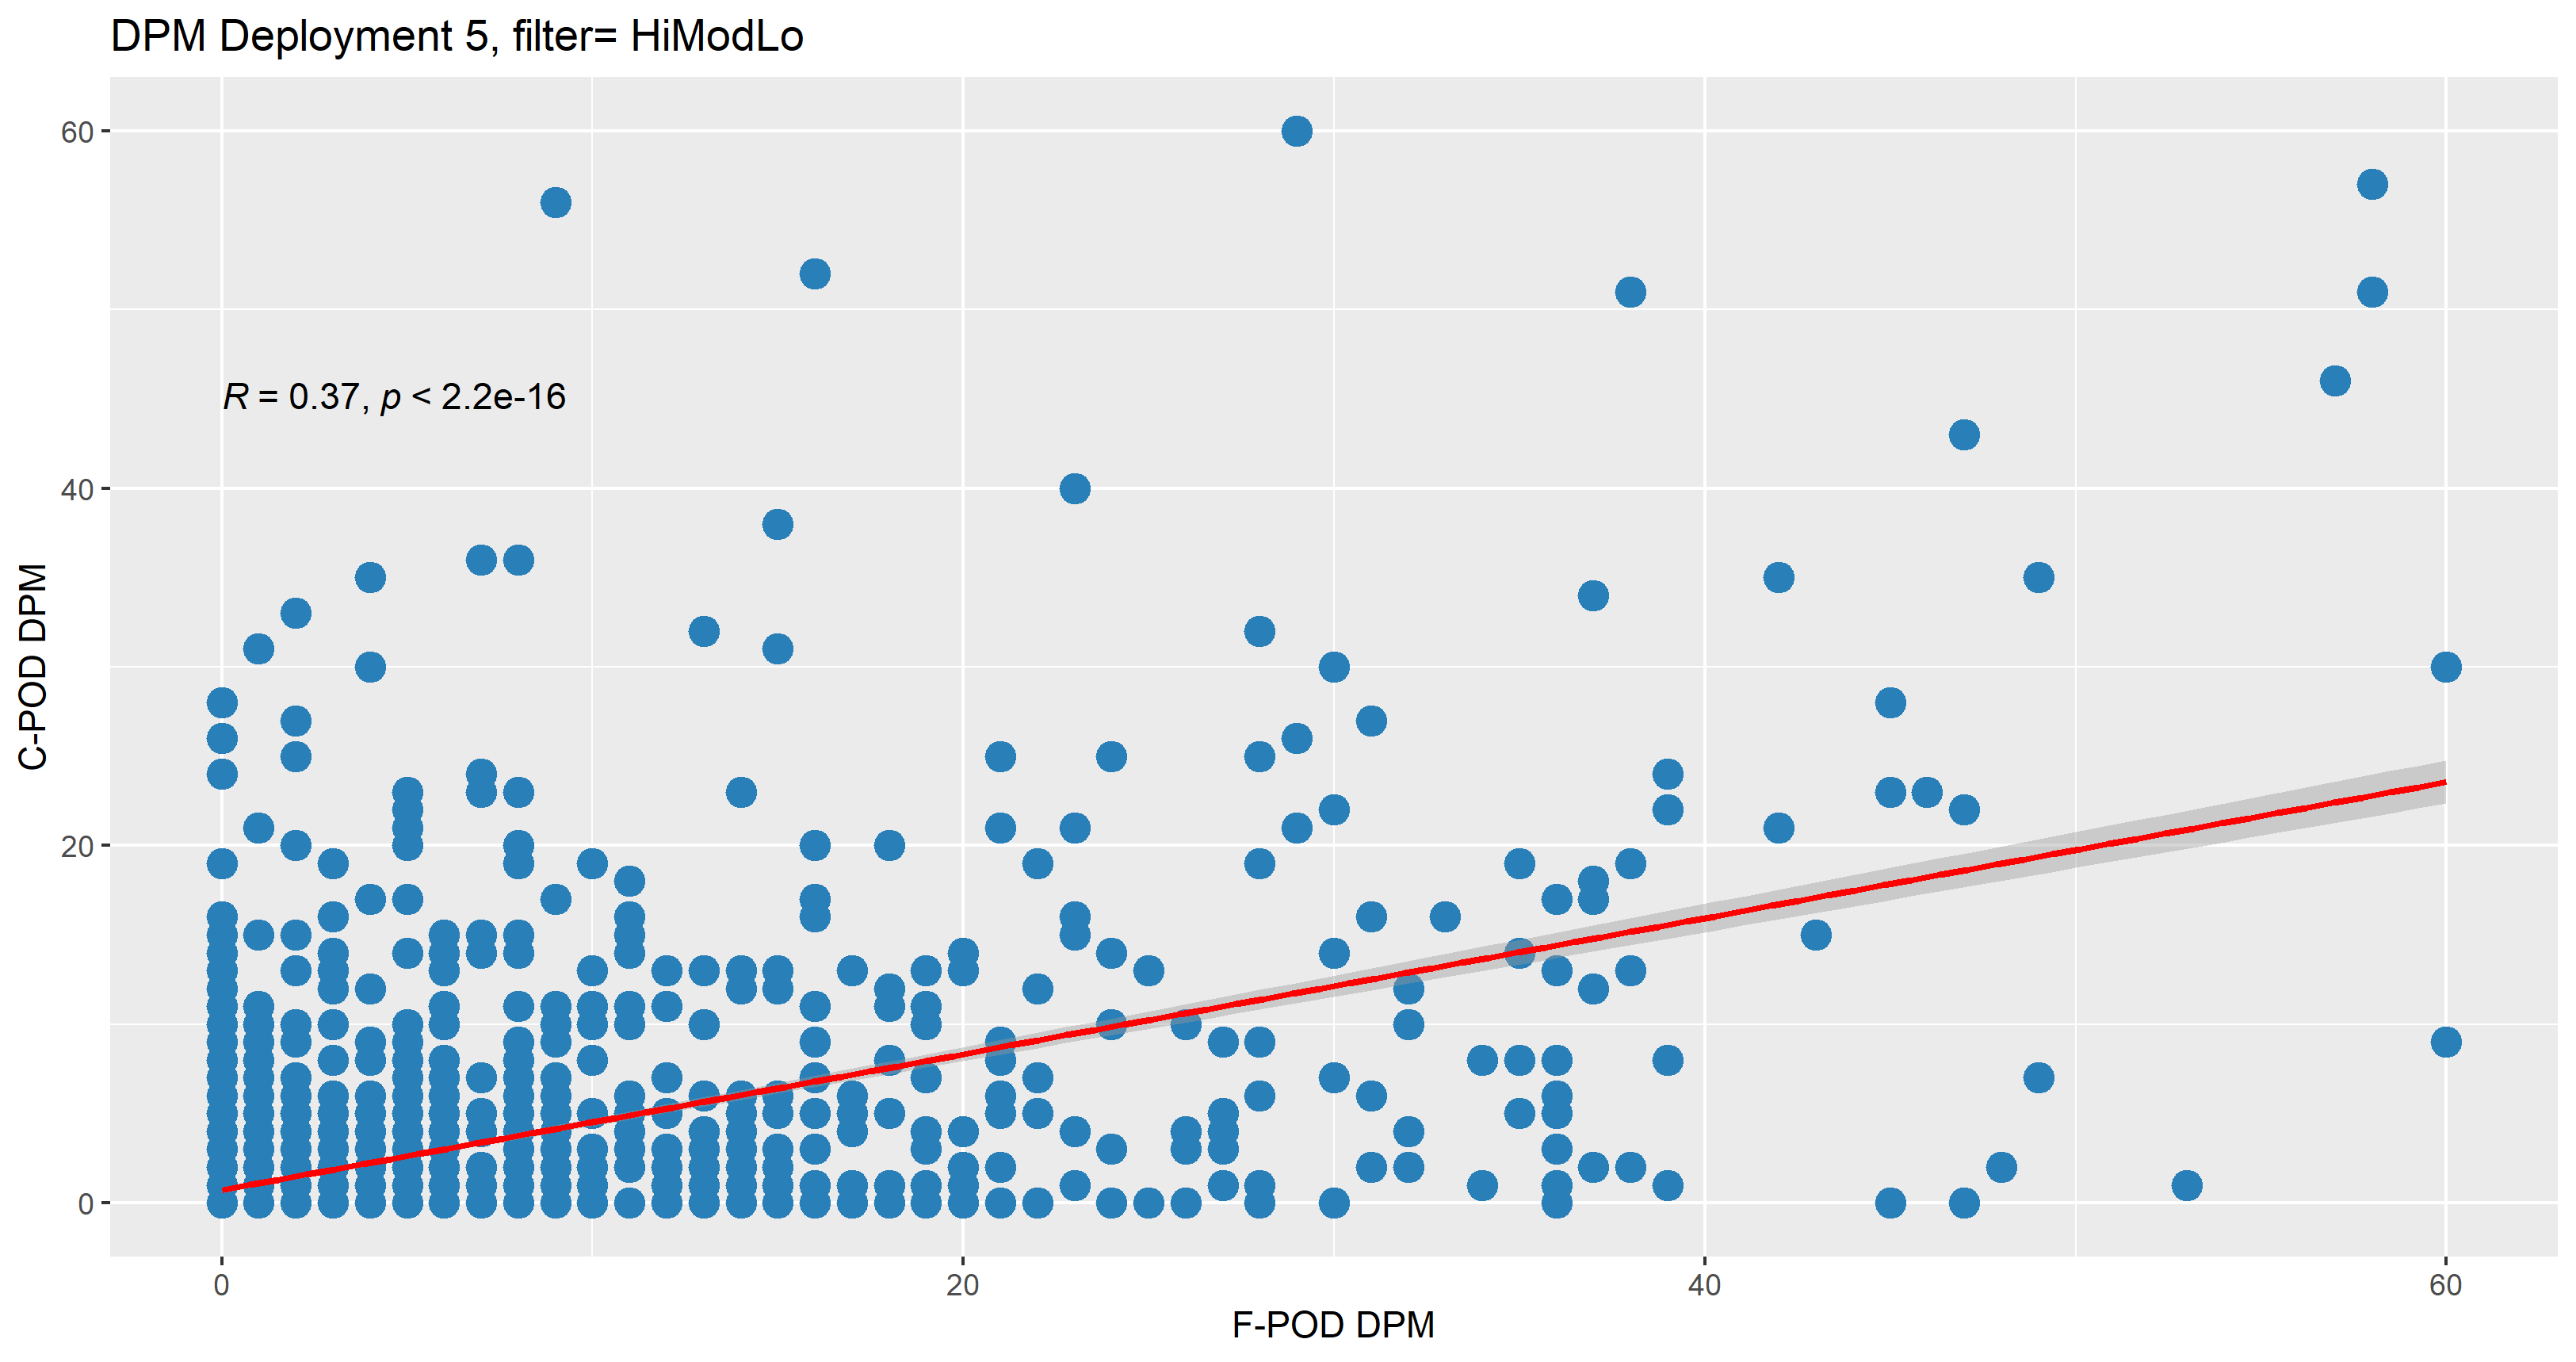 DPM Deployment 5, filter= HiModLo
60
40
20
0
R = 0.37, p < 2.2e-16
C-POD DPM
0 20 40 60
F-POD DPM